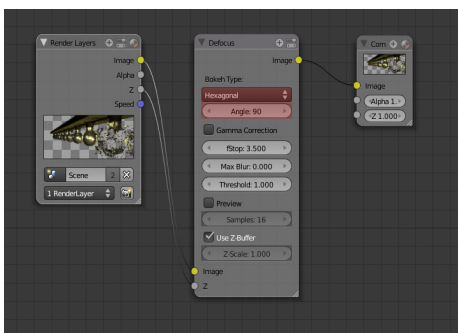 Render Layers
Image
Alpha
Z
Speed
Scene 2
1 RenderLayer
Defocus
Image
Bokeh Type:
Hexagonal
Angle: 90
Gamma Correction
fStop: 3.500
Max Blur: 0.000
Threshold: 1.000
Preview
Samples: 16
Use Z-Buffer
Z-Scale: 1.000
Image
Z
Com
Image
Alpha 1.
Z 1.000